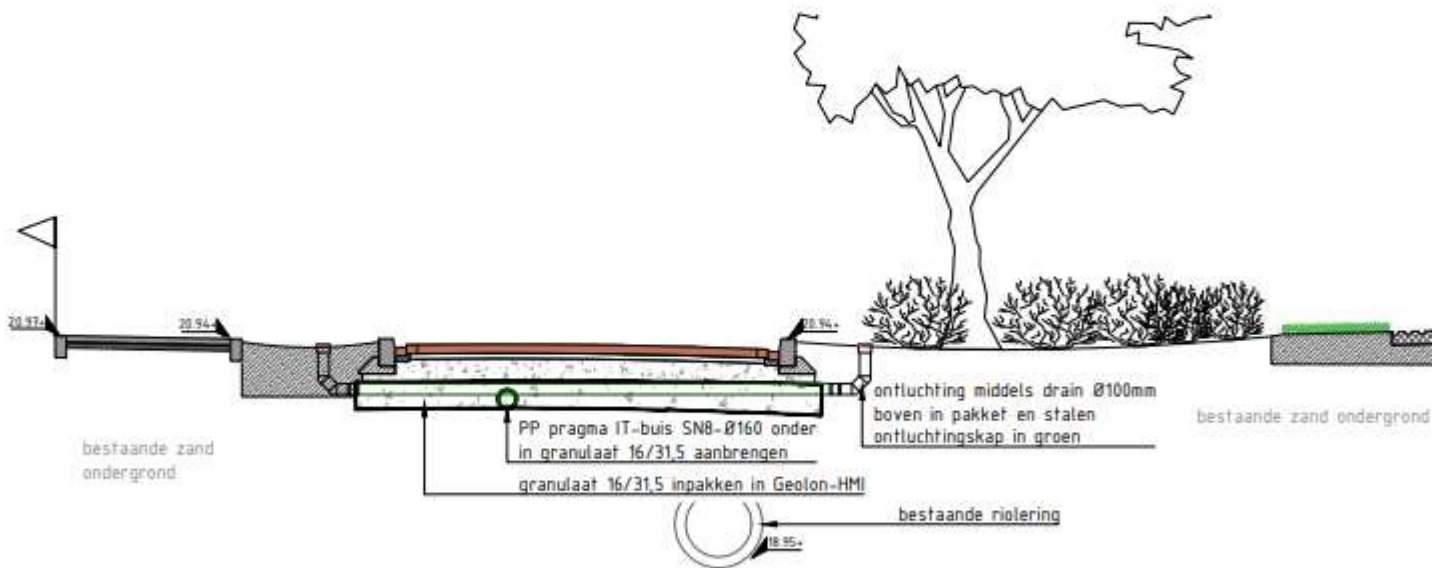 20.97+
20.94+
20.94+
ontluchting middels drain Ø100mm
boven in pakket en stalen
ontluchtingskap in groen
bestaande zand ondergrond
bestaande zand
ondergrond
PP pragma IT-buis SN8-Ø160 onder
in granulaat 16/31,5 aanbrengen
granulaat 16/31,5 inpakken in Geolon-HMI
bestaande riolering
18.95+